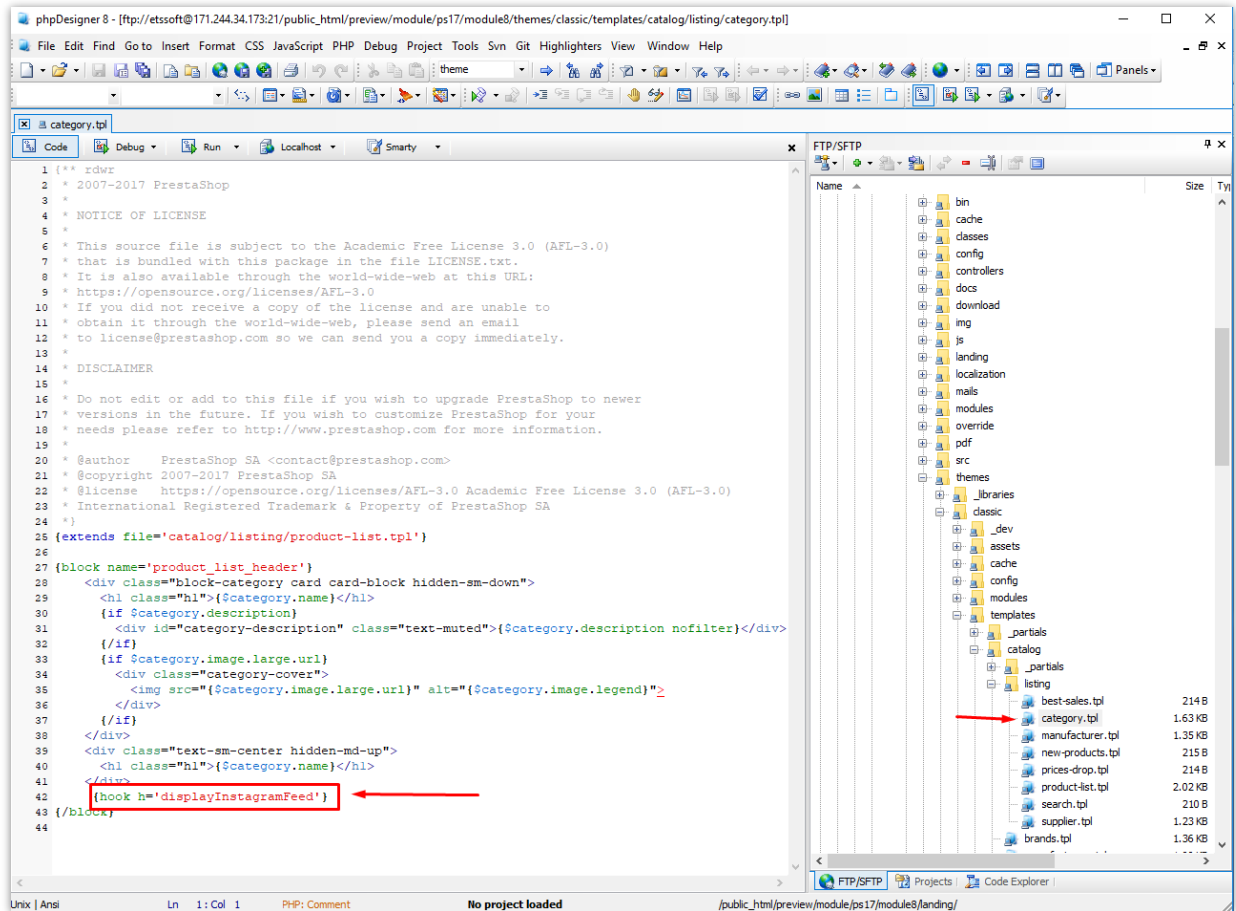 phpDesigner 8 - [ftp://etssoft@171.244.34.173:21/public_html/preview/module/ps17/module8/themes/classic/templates/catalog/listing/category.tpl]
File Edit Find Go to Insert Format CSS JavaScript PHP Debug Project Tools Svn Git Highlighters View Window Help
theme
Panels
category.tpl
Code Debug Run Localhost Smarty
1 {** rdwr
2 * 2007-2017 PrestaShop
3 *
4 * NOTICE OF LICENSE
5 *
6 * This source file is subject to the Academic Free License 3.0 (AFL-3.0)
7 * that is bundled with this package in the file LICENSE.txt.
8 * It is also available through the world-wide-web at this URL:
9 * https://opensource.org/licenses/AFL-3.0
10 * If you did not receive a copy of the license and are unable to
11 * obtain it through the world-wide-web, please send an email
12 * to license@prestashop.com so we can send you a copy immediately.
13 *
14 * DISCLAIMER
15 *
16 * Do not edit or add to this file if you wish to upgrade PrestaShop to newer
17 * versions in the future. If you wish to customize PrestaShop for your
18 * needs please refer to http://www.prestashop.com for more information.
19 *
20 * @author PrestaShop SA <contact@prestashop.com>
21 * @copyright 2007-2017 PrestaShop SA
22 * @license https://opensource.org/licenses/AFL-3.0 Academic Free License 3.0 (AFL-3.0)
23 * International Registered Trademark & Property of PrestaShop SA
24 *}
25 {extends file='catalog/listing/product-list.tpl'}
26
27 {block name='product_list_header'}
28 <div class="block-category card card-block hidden-sm-down">
29 <h1 class="h1">{$category.name}</h1>
30 {if $category.description}
31 <div id="category-description" class="text-muted">{$category.description nofilter}</div>
32 {/if}
33 {if $category.image.large.url}
34 <div class="category-cover">
35 <img src="{$category.image.large.url}" alt="{$category.image.legend}">
36 </div>
37 {/if}
38 </div>
39 <div class="text-sm-center hidden-md-up">
40 <h1 class="h1">{$category.name}</h1>
41 </div>
42 {hook h='displayInstagramFeed'}
43 {/block}
44
FTP/SFTP
Name Size Ty
bin
cache
classes
config
controllers
docs
download
img
js
landing
localization
mails
modules
override
pdf
src
themes
_libraries
classic
_dev
assets
cache
config
modules
templates
_partials
catalog
_partials
listing
best-sales.tpl 214 B
category.tpl 1.63 KB
manufacturer.tpl 1.35 KB
new-products.tpl 215 B
prices-drop.tpl 214 B
product-list.tpl 2.02 KB
search.tpl 210 B
supplier.tpl 1.23 KB
brands.tpl 1.36 KB
FTP/SFTP Projects Code Explorer
Unix | Ansi Ln 1 : Col 1 PHP: Comment No project loaded /public_html/preview/module/ps17/module8/landing/